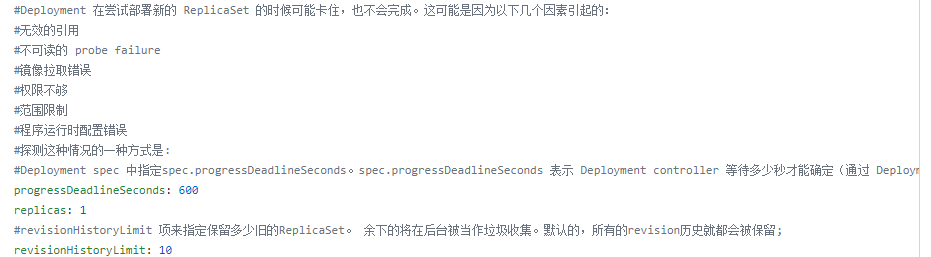 #Deployment 在尝试部署新的 ReplicaSet 的时候可能卡住，也不会完成。这可能是因为以下几个因素引起的：
#无效的引用
#不可读的 probe failure
#镜像拉取错误
#权限不够
#范围限制
#程序运行时配置错误
#探测这种情况的一种方式是：
#Deployment spec 中指定spec.progressDeadlineSeconds。spec.progressDeadlineSeconds 表示 Deployment controller 等待多少秒才能确定（通过 Deploym
progressDeadlineSeconds: 600
replicas: 1
#revisionHistoryLimit 项来指定保留多少旧的ReplicaSet。 余下的将在后台被当作垃圾收集。默认的，所有的revision历史就都会被保留;
revisionHistoryLimit: 10